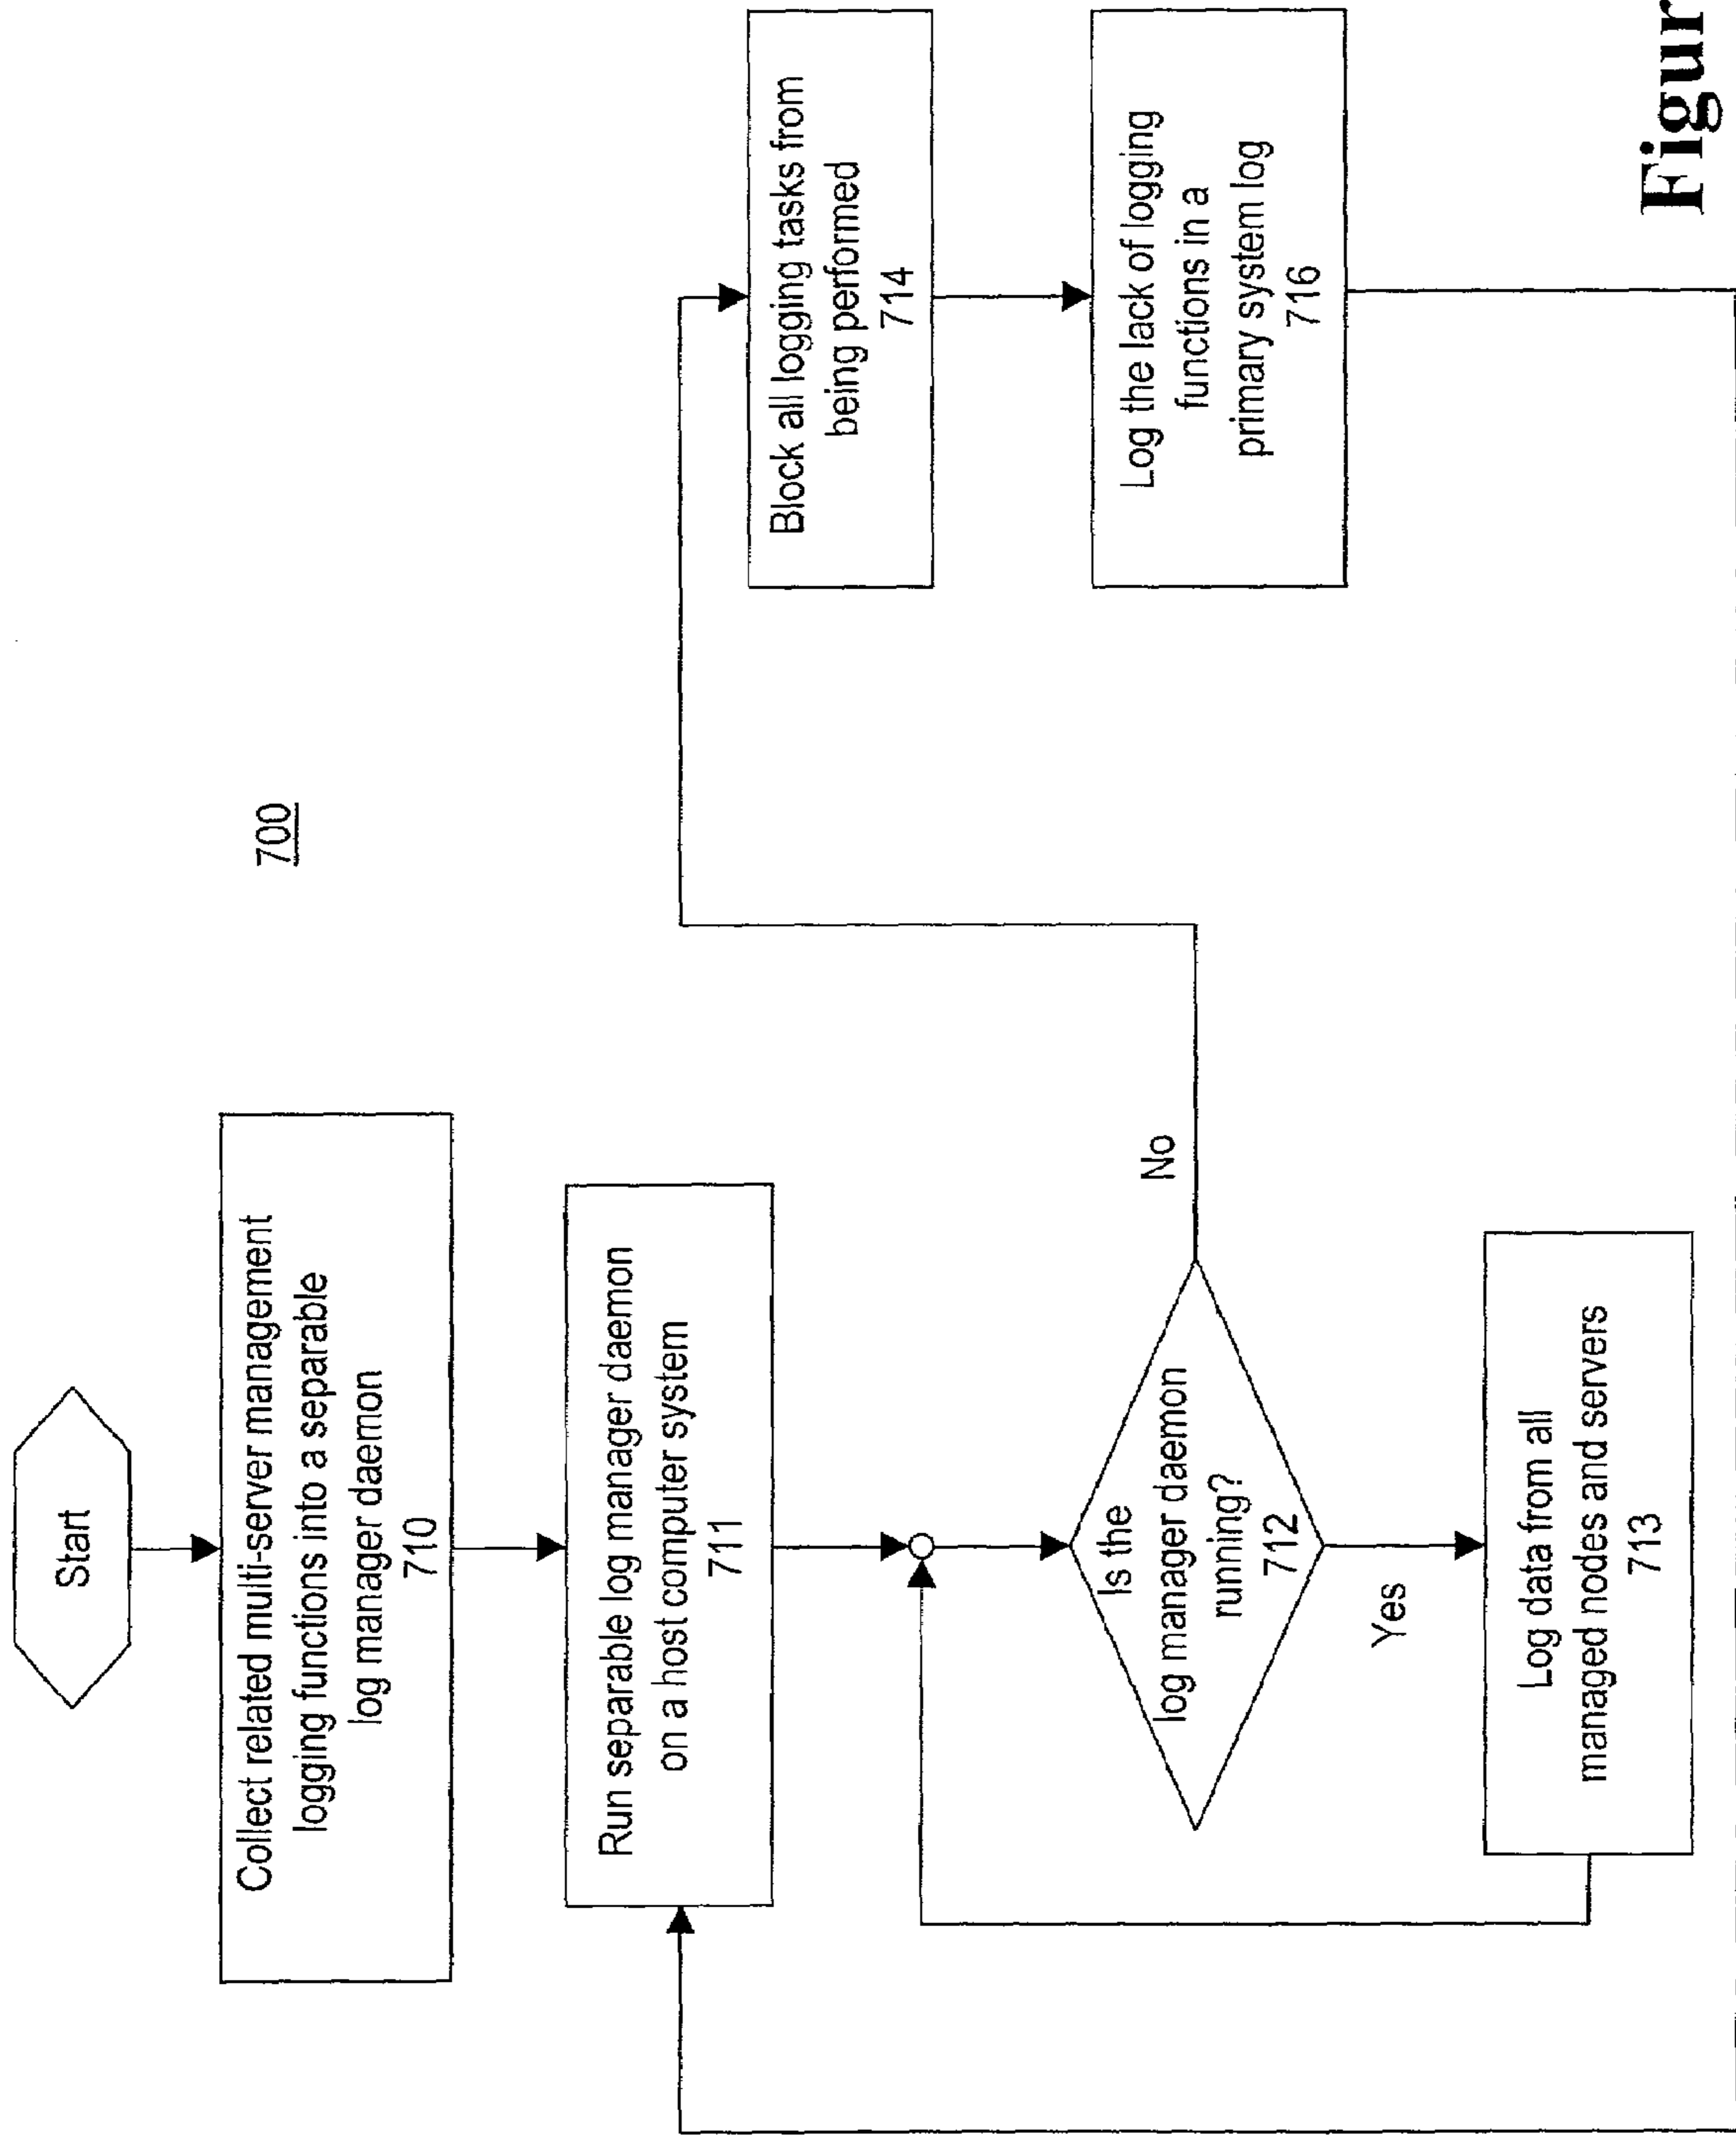 700
Start
Collect related multi-server management
logging functions into a separable
log manager daemon
710
Run separable log manager daemon
on a host computer system
711
Is the
log manager daemon
running?
712
No
Yes
Log data from all
managed nodes and servers
713
Block all logging tasks from
being performed
714
Log the lack of logging
functions in a
primary system log
716
Figur